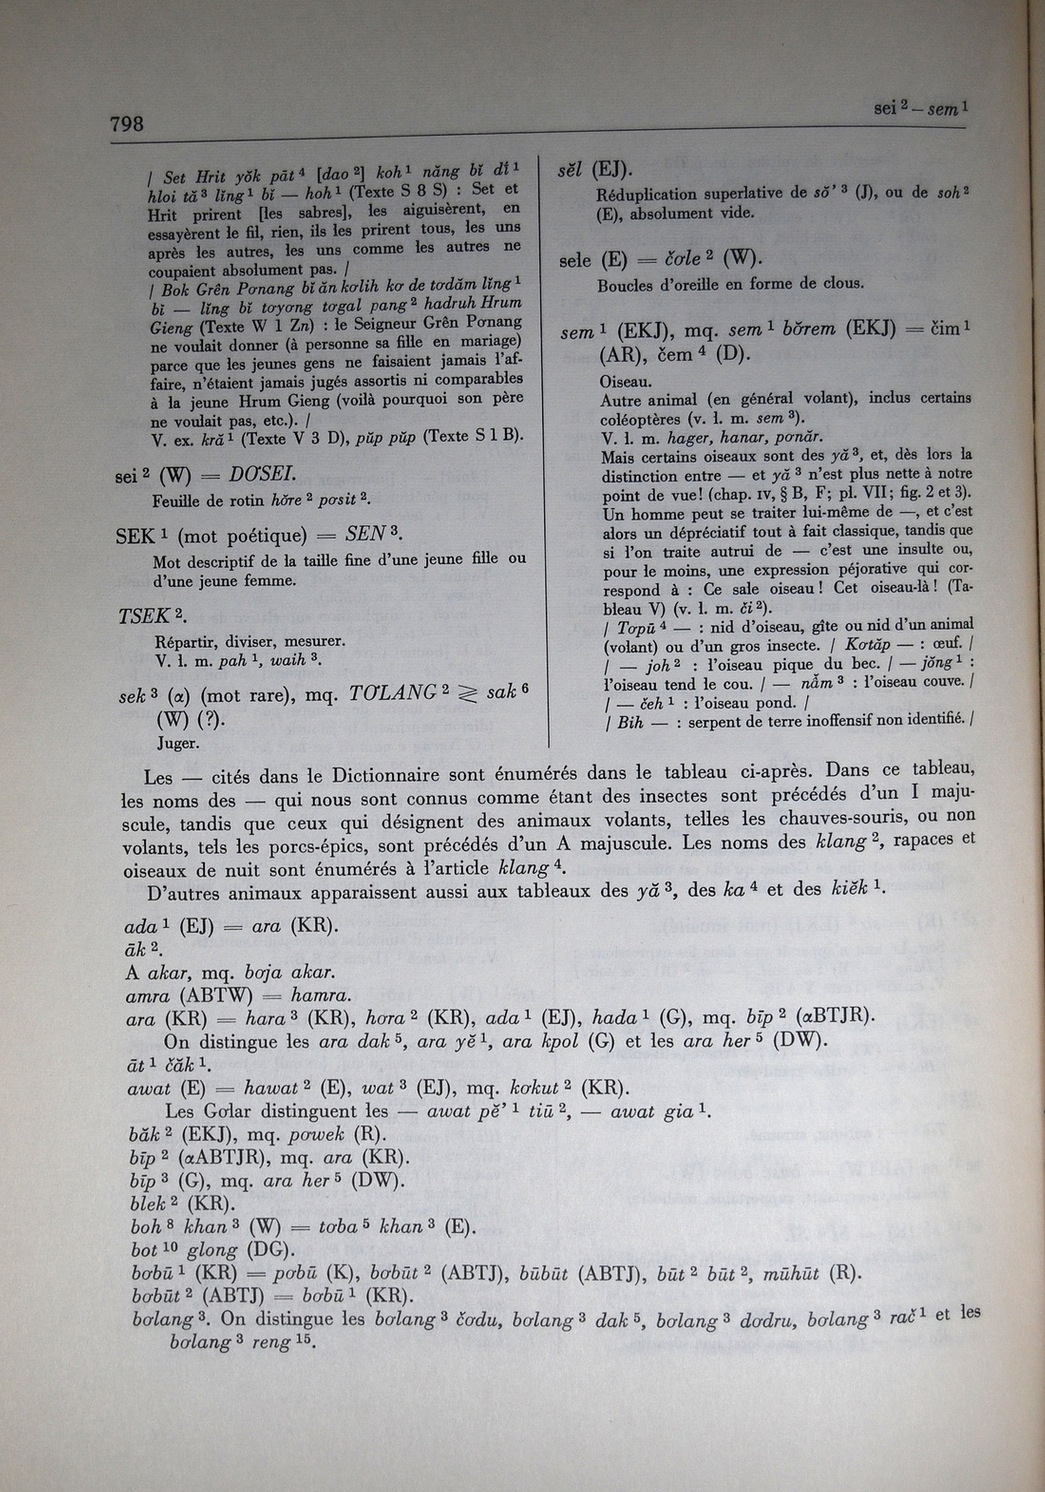 798
sei ² — sem ¹
/ Set Hrit yŏk păt ⁴ [dao ²] koh ¹ năng bĭ dĭ ¹
hloi tă ³ lĭng ¹ bĭ — hoh ¹ (Texte S 8 S) : Set et
Hrit prirent [les sabres], les aiguisèrent, en
essayèrent le fil, rien, ils les prirent tous, les uns
après les autres, les uns comme les autres ne
coupaient absolument pas. /
/ Bok Grên Pơnang bĭ ăn kơlih kơ de tơdăm lĭng ¹
bĭ — lĭng bĭ tơyơng tơgal pang ² hadruh Hrum
Gieng (Texte W 1 Zn) : le Seigneur Grên Pơnang
ne voulait donner (à personne sa fille en mariage)
parce que les jeunes gens ne faisaient jamais l'af-
faire, n'étaient jamais jugés assortis ni comparables
à la jeune Hrum Gieng (voilà pourquoi son père
ne voulait pas, etc.). /
V. ex. kră ¹ (Texte V 3 D), pŭp pŭp (Texte S 1 B).
sei ² (W) = DƠSEI.
Feuille de rotin hŏre ² pơsit ².
SEK ¹ (mot poétique) = SEN ³.
Mot descriptif de la taille fine d'une jeune fille ou
d'une jeune femme.
TSEK ².
Répartir, diviser, mesurer.
V. l. m. pah ¹, waih ³.
sek ³ (α) (mot rare), mq. TƠLANG ² ≷ sak ⁶
(W) (?).
Juger.
sĕl (EJ).
Réduplication superlative de sŏ' ³ (J), ou de soh ²
(E), absolument vide.
sele (E) = čơle ² (W).
Boucles d'oreille en forme de clous.
sem ¹ (EKJ), mq. sem ¹ bŏrem (EKJ) = čim ¹
(AR), čem ⁴ (D).
Oiseau.
Autre animal (en général volant), inclus certains
coléoptères (v. l. m. sem ³).
V. l. m. hager, hanar, pơnăr.
Mais certains oiseaux sont des yă ³, et, dès lors la
distinction entre — et yă ³ n'est plus nette à notre
point de vue! (chap. IV, § B, F; pl. VII; fig. 2 et 3).
Un homme peut se traiter lui-même de —, et c'est
alors un dépréciatif tout à fait classique, tandis que
si l'on traite autrui de — c'est une insulte ou,
pour le moins, une expression péjorative qui cor-
respond à : Ce sale oiseau ! Cet oiseau-là ! (Ta-
bleau V) (v. l. m. či ²).
/ Tơpŭ ⁴ — : nid d'oiseau, gîte ou nid d'un animal
(volant) ou d'un gros insecte. / Kơtăp — : œuf. /
/ — joh ² : l'oiseau pique du bec. / — jŏng ¹ :
l'oiseau tend le cou. / — năm ³ : l'oiseau couve. /
/ — čeh ¹ : l'oiseau pond. /
/ Bih — : serpent de terre inoffensif non identifié. /
Les — cités dans le Dictionnaire sont énumérés dans le tableau ci-après. Dans ce tableau,
les noms des — qui nous sont connus comme étant des insectes sont précédés d'un I maju-
scule, tandis que ceux qui désignent des animaux volants, telles les chauves-souris, ou non
volants, tels les porcs-épics, sont précédés d'un A majuscule. Les noms des klang ², rapaces et
oiseaux de nuit sont énumérés à l'article klang ⁴.
D'autres animaux apparaissent aussi aux tableaux des yă ³, des ka ⁴ et des kiĕk ¹.
ada ¹ (EJ) = ara (KR).
āk ².
A akar, mq. bơja akar.
amra (ABTW) = hamra.
ara (KR) = hara ³ (KR), hơra ² (KR), ada ¹ (EJ), hada ¹ (G), mq. bīp ² (αBTJR).
On distingue les ara dak ⁵, ara yĕ ¹, ara kpol (G) et les ara her ⁵ (DW).
āt ¹ čăk ¹.
awat (E) = hawat ² (E), wat ³ (EJ), mq. kơkut ² (KR).
Les Gơlar distinguent les — awat pĕ' ¹ tiū ², — awat gia ¹.
băk ² (EKJ), mq. pơwek (R).
bīp ² (αABTJR), mq. ara (KR).
bīp ³ (G), mq. ara her ⁵ (DW).
blek ² (KR).
boh ⁸ khan ³ (W) = tơba ⁵ khan ³ (E).
bot ¹⁰ glong (DG).
bơbū ¹ (KR) = pơbū (K), bơbūt ² (ABTJ), būbūt (ABTJ), būt ² būt ², mūhūt (R).
bơbūt ² (ABTJ) = bơbū ¹ (KR).
bơlang ³. On distingue les bơlang ³ čơdu, bơlang ³ dak ⁵, bơlang ³ dơdru, bơlang ³ rač ¹ et les
bơlang ³ reng ¹⁵.